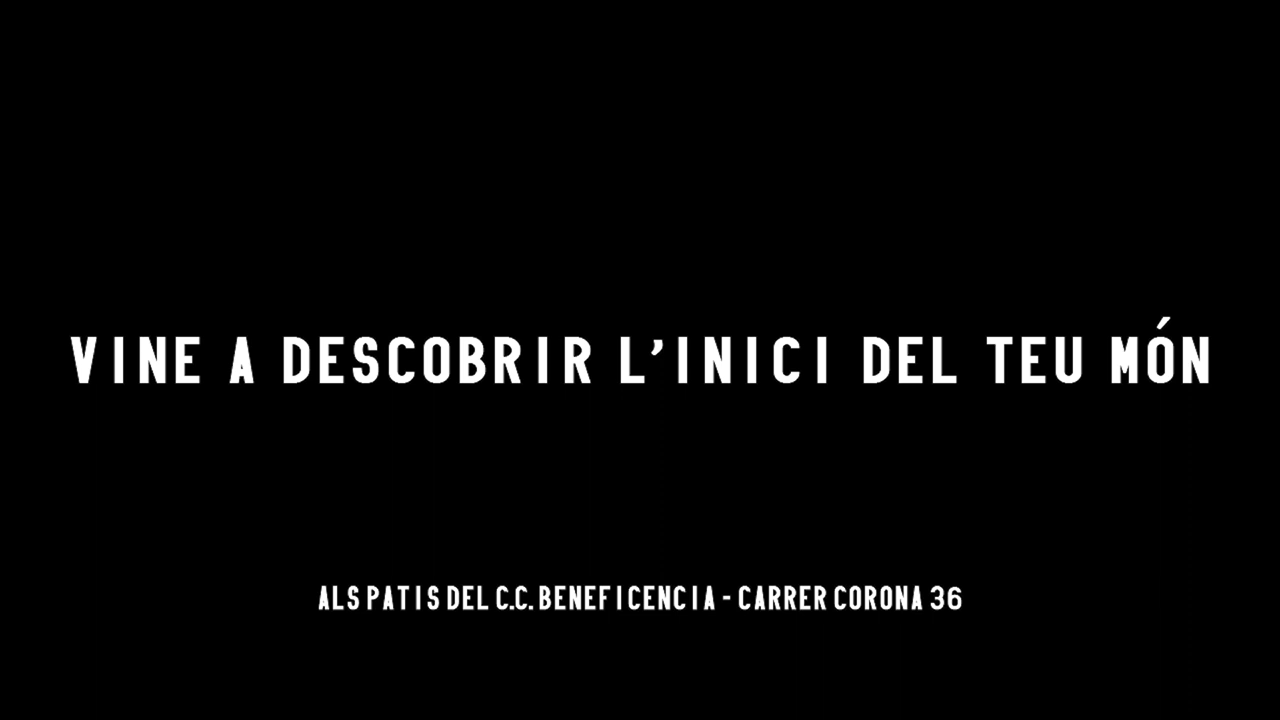 VINE A DESCOBRIR L'INICI DEL TEU MÓN
ALS PATIS DEL C.C. BENEFICENCIA - CARRER CORONA 36